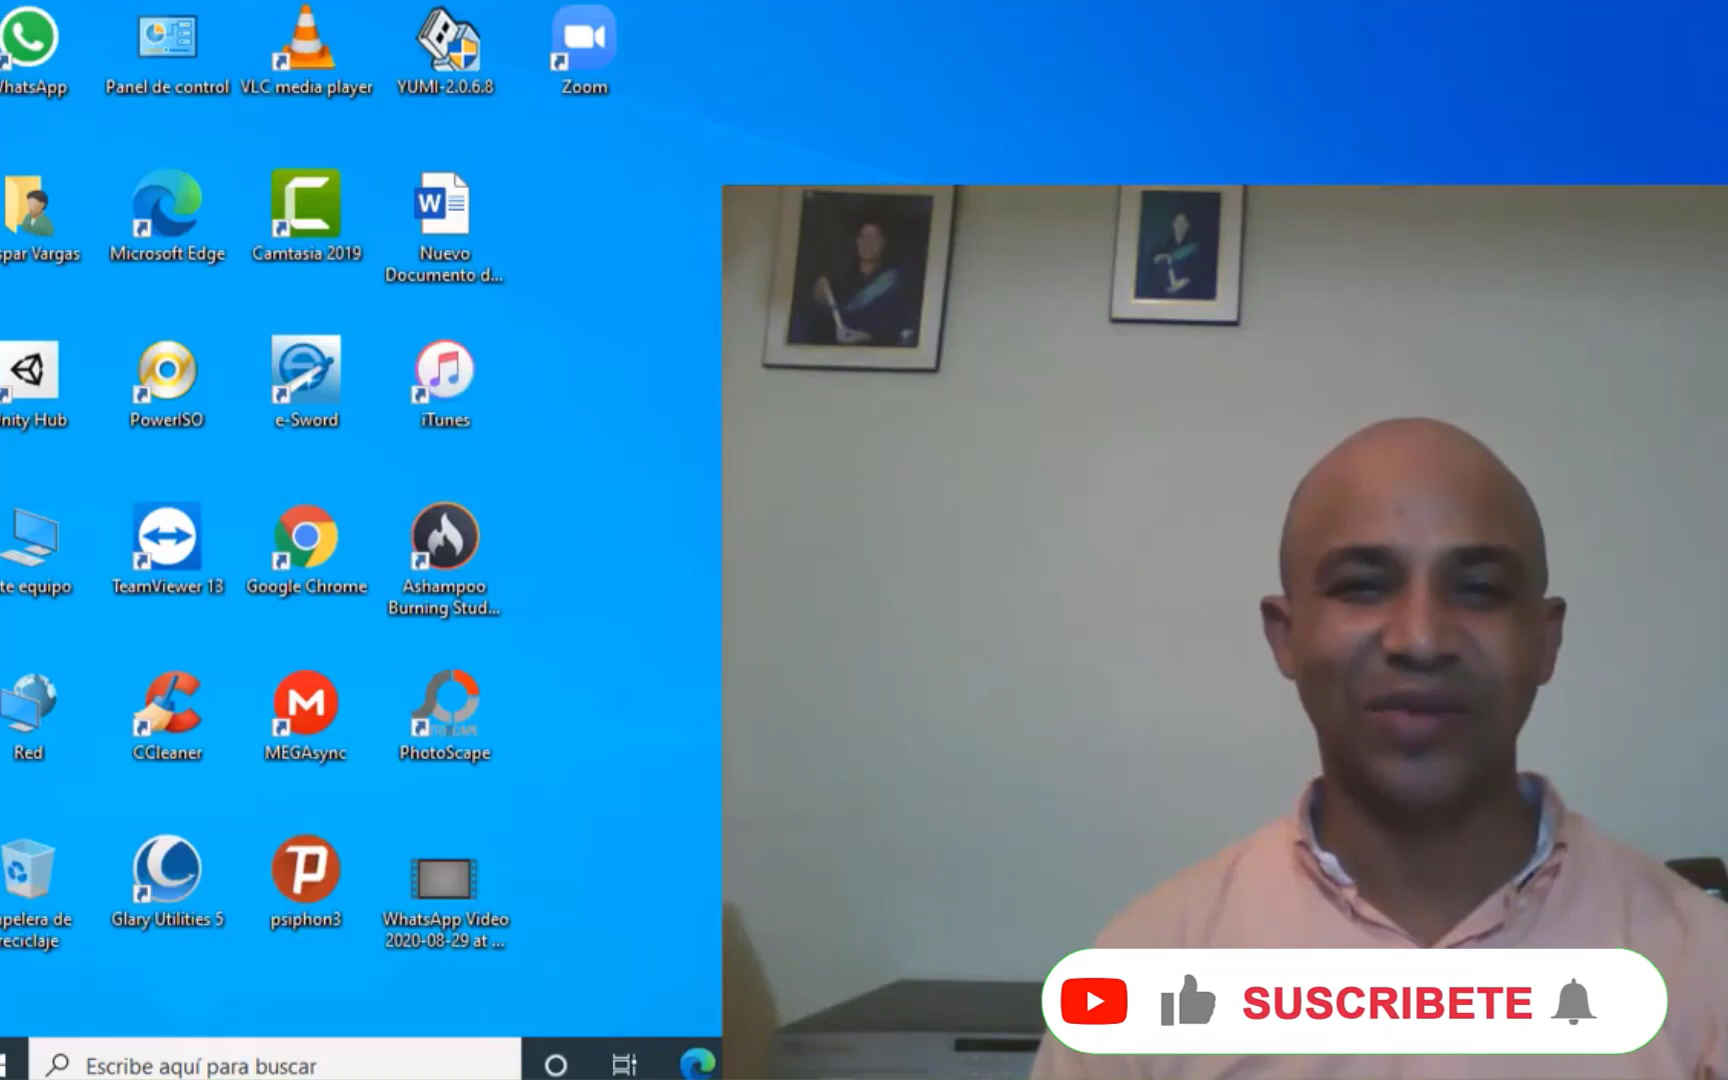 WhatsApp
Panel de control
VLC media player
YUMI-2.0.6.8
Zoom
spar Vargas
Microsoft Edge
Camtasia 2019
Nuevo
Documento d...
nity Hub
PowerISO
e-Sword
iTunes
te equipo
TeamViewer 13
Google Chrome
Ashampoo
Burning Stud...
Red
CCleaner
MEGAsync
PhotoScape
apelera de
reciclaje
Glary Utilities 5
psiphon3
WhatsApp Video
2020-08-29 at ...
SUSCRIBETE
Escribe aquí para buscar